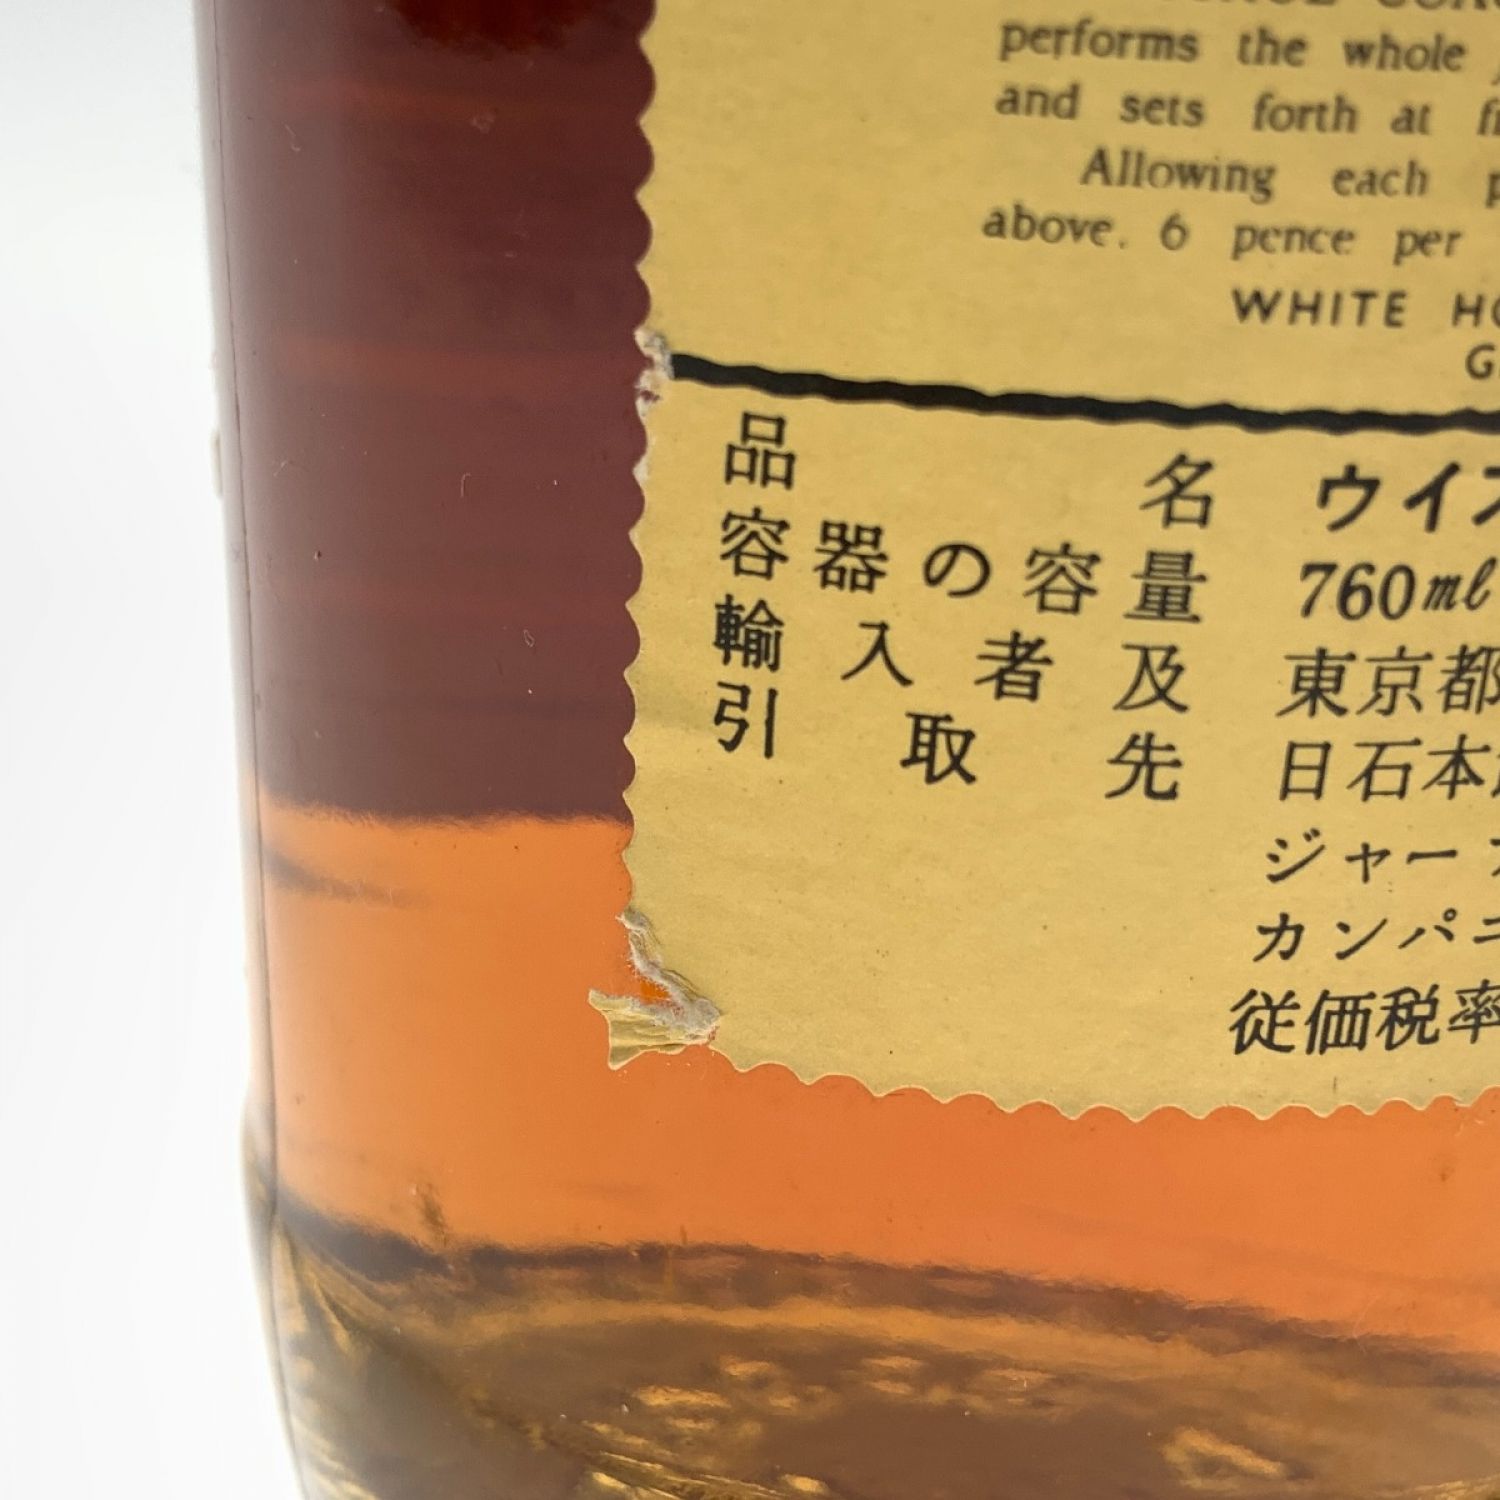 performs the whole
and sets forth at
Allowing each
above. 6 pence per
WHITE
品名 ウイス
容器の容量 760ml
輸入者及 東京都
引取先 日石本
ジャー
カンパニ
従価税率